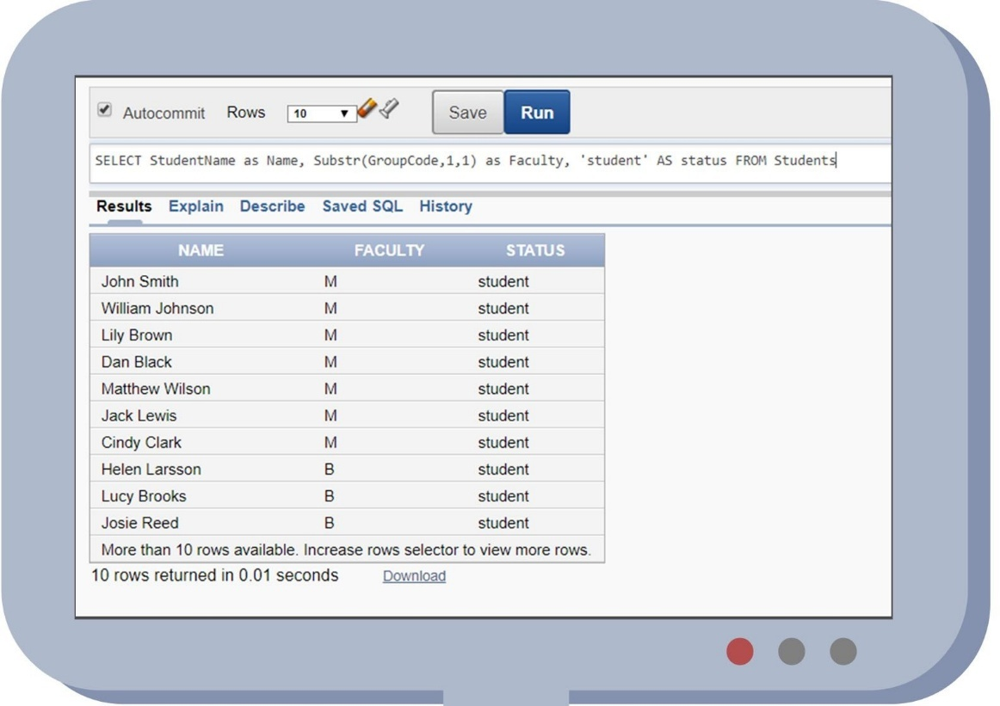 Autocommit Rows 10 Save Run
SELECT StudentName as Name, Substr(GroupCode,1,1) as Faculty, 'student' AS status FROM Students
Results Explain Describe Saved SQL History
NAME FACULTY STATUS
John Smith M student
William Johnson M student
Lily Brown M student
Dan Black M student
Matthew Wilson M student
Jack Lewis M student
Cindy Clark M student
Helen Larsson B student
Lucy Brooks B student
Josie Reed B student
More than 10 rows available. Increase rows selector to view more rows.
10 rows returned in 0.01 seconds Download